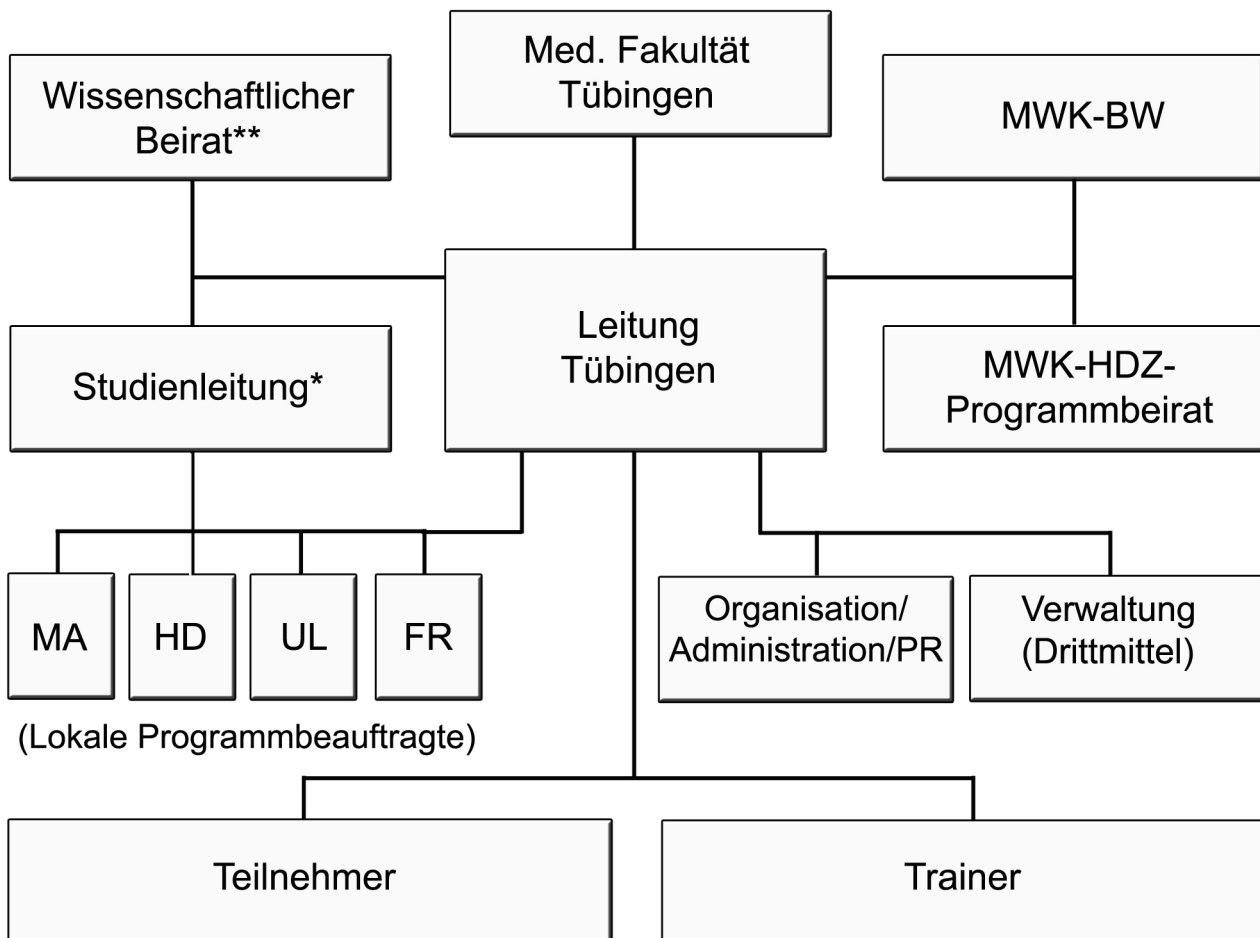 Med. Fakultät
Tübingen
Wissenschaftlicher
Beirat**
MWK-BW
Leitung
Tübingen
Studienleitung*
MWK-HDZ-
Programmbeirat
MA
HD
UL
FR
Organisation/
Administration/PR
Verwaltung
(Drittmittel)
(Lokale Programmbeauftragte)
Teilnehmer
Trainer